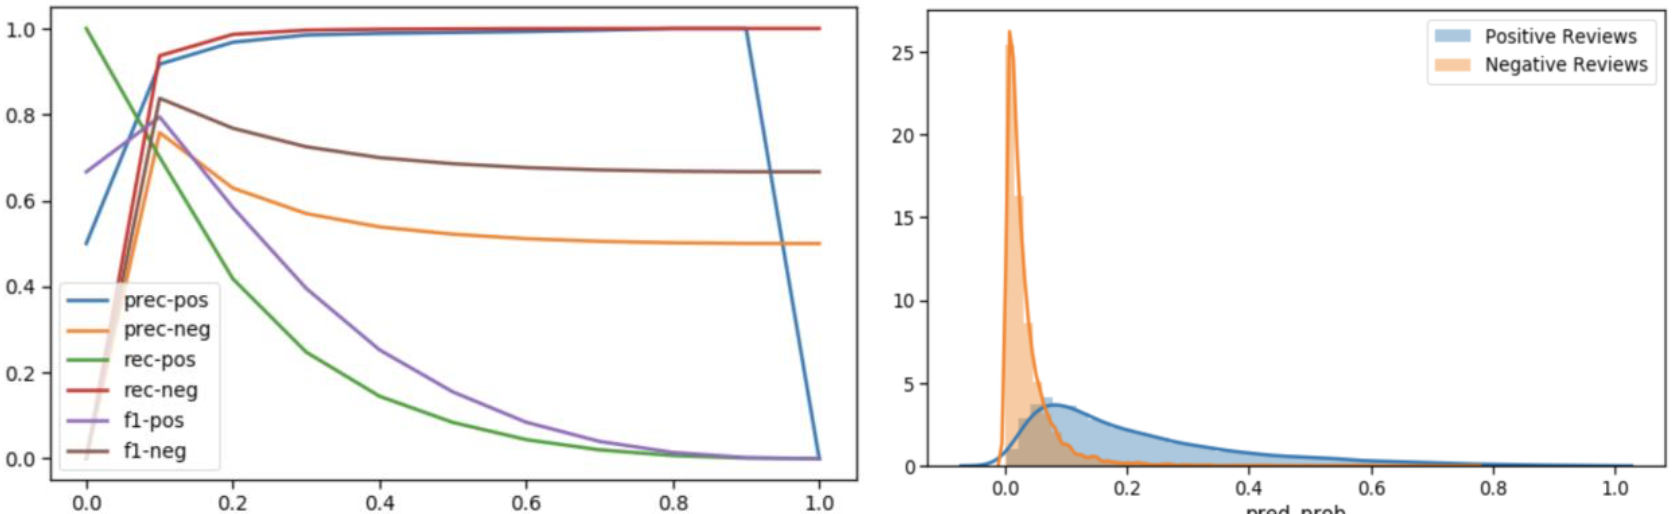 1.0
0.8
0.6
0.4
0.2
0.0
prec-pos
prec-neg
rec-pos
rec-neg
f1-pos
f1-neg
0.0 0.2 0.4 0.6 0.8 1.0
25
20
15
10
5
0
Positive Reviews
Negative Reviews
0.0 0.2 0.4 0.6 0.8 1.0
pred_prob